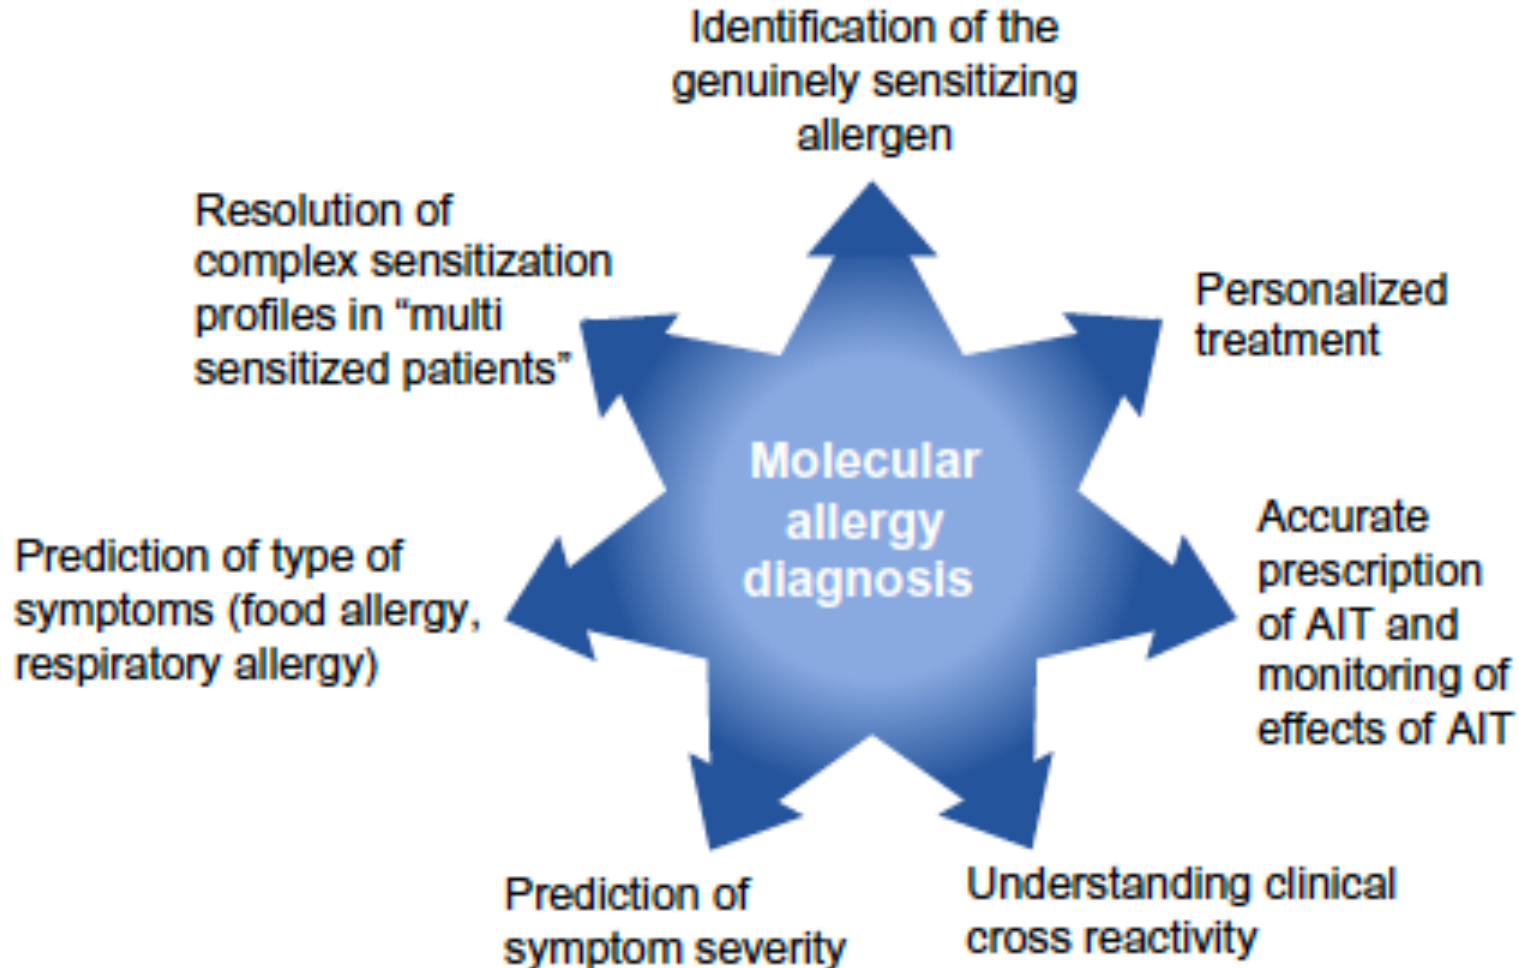 Identification of the
genuinely sensitizing
allergen
Personalized
treatment
Accurate
prescription
of AIT and
monitoring of
effects of AIT
Understanding clinical
cross reactivity
Prediction of
symptom severity
Prediction of type of
symptoms (food allergy,
respiratory allergy)
Resolution of
complex sensitization
profiles in “multi
sensitized patients”
Molecular
allergy
diagnosis